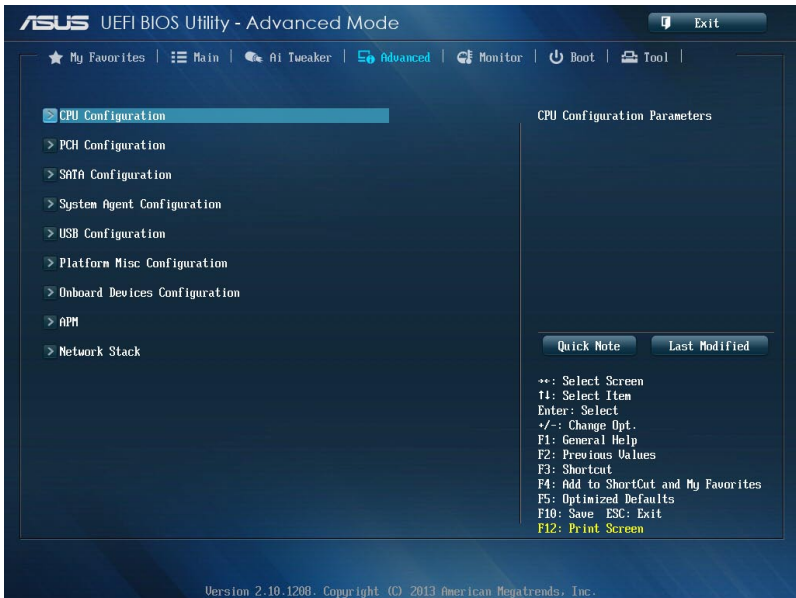 ASUS UEFI BIOS Utility - Advanced Mode
Exit
My Favorites | Main | Ai Tweaker | Advanced | Monitor | Boot | Tool |
> CPU Configuration
> PCH Configuration
> SATA Configuration
> System Agent Configuration
> USB Configuration
> Platform Misc Configuration
> Onboard Devices Configuration
> APM
> Network Stack
CPU Configuration Parameters
Quick Note
Last Modified
→←: Select Screen
↑↓: Select Item
Enter: Select
+/-: Change Opt.
F1: General Help
F2: Previous Values
F3: Shortcut
F4: Add to ShortCut and My Favorites
F5: Optimized Defaults
F10: Save ESC: Exit
F12: Print Screen
Version 2.10.1208. Copyright (C) 2013 American Megatrends, Inc.